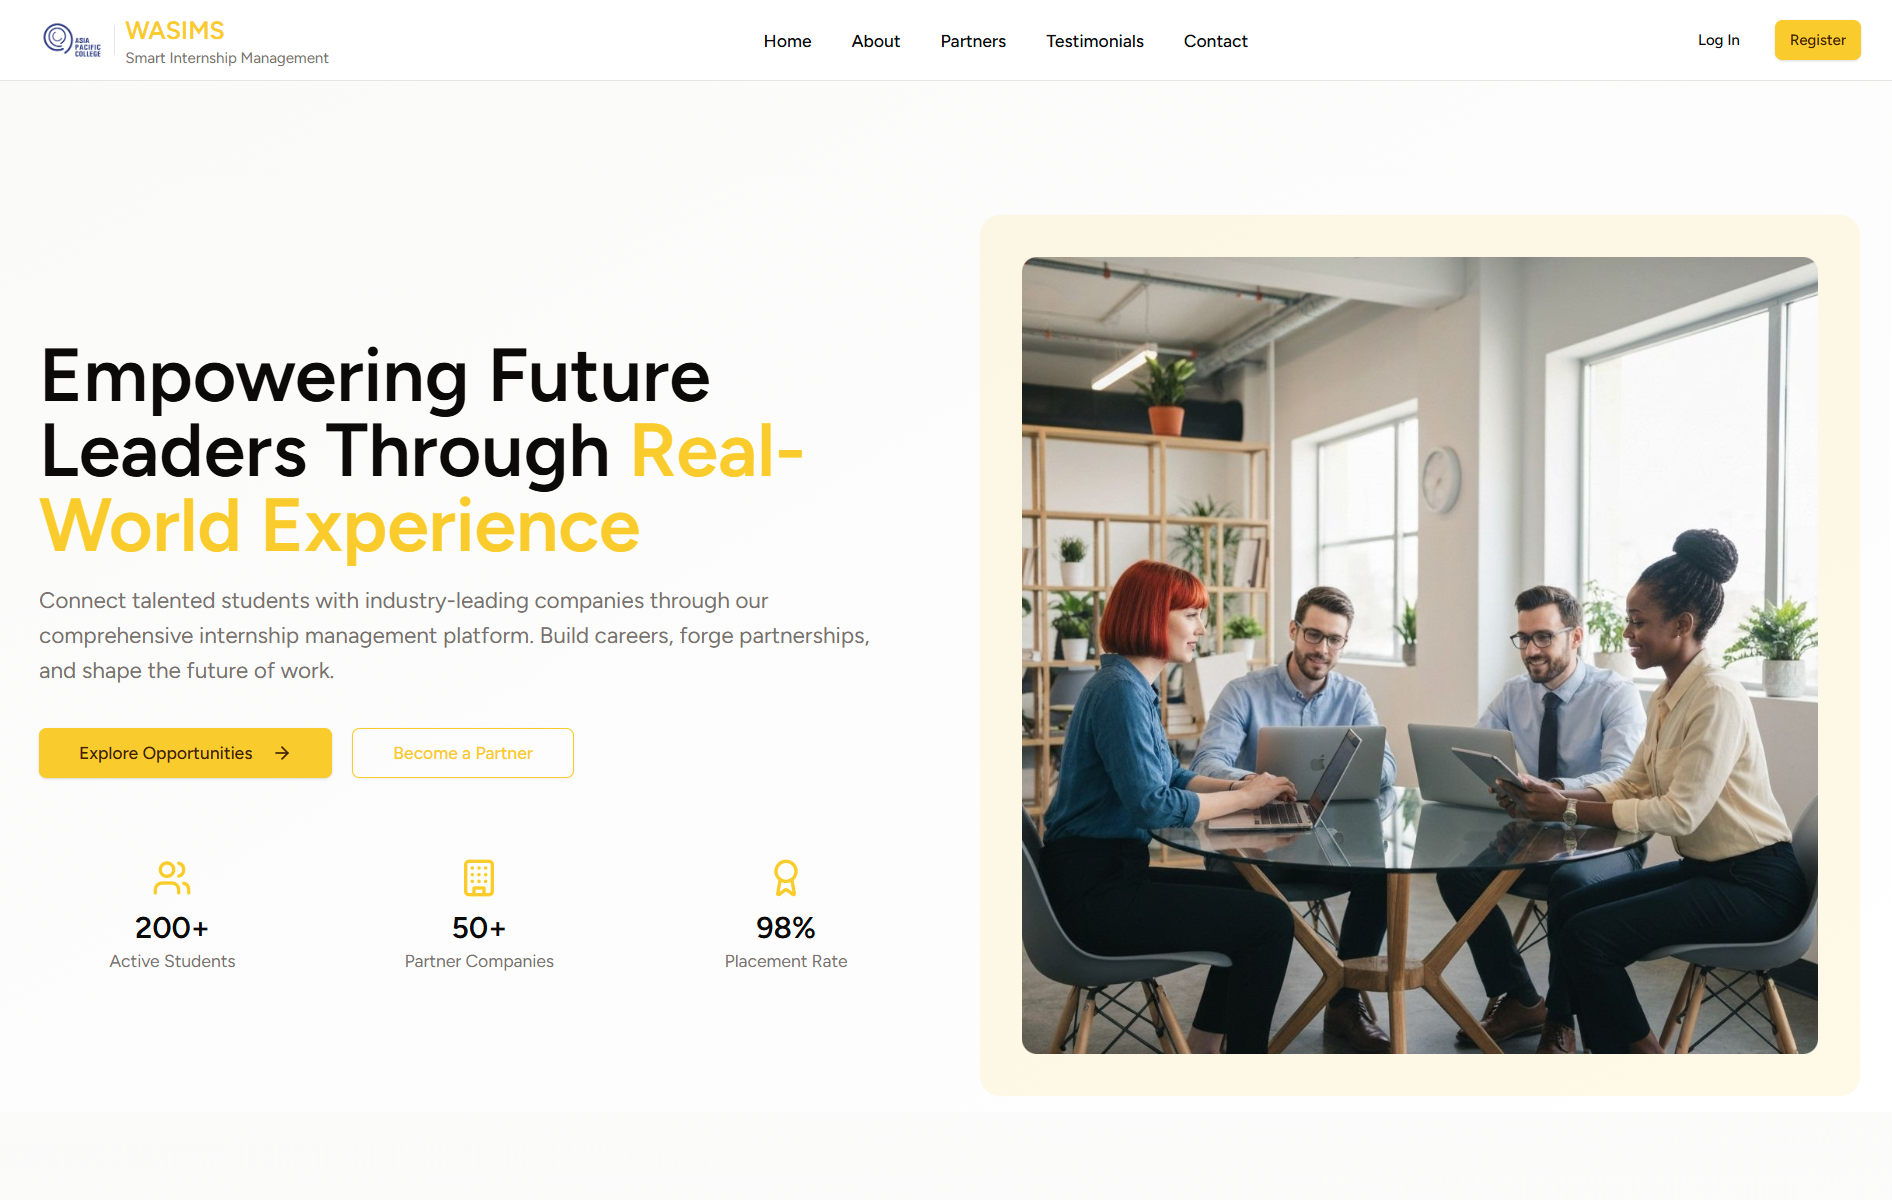 ASIA
PACIFIC
COLLEGE
WASIMS
Smart Internship Management
Home
About
Partners
Testimonials
Contact
Log In
Register
Empowering Future
Leaders Through Real-
World Experience
Connect talented students with industry-leading companies through our
comprehensive internship management platform. Build careers, forge partnerships,
and shape the future of work.
Explore Opportunities
Become a Partner
200+
Active Students
50+
Partner Companies
98%
Placement Rate